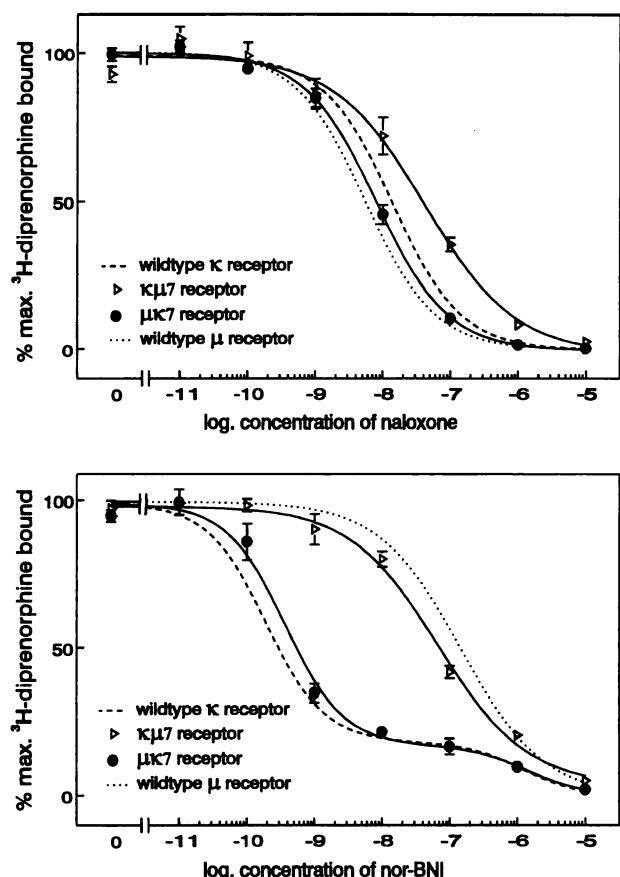 % max. ³H-diprenorphine bound
100
50
0
wildtype κ receptor
κμ7 receptor
μκ7 receptor
wildtype μ receptor
0 -11 -10 -9 -8 -7 -6 -5
log. concentration of naloxone
% max. ³H-diprenorphine bound
100
50
0
wildtype κ receptor
κμ7 receptor
μκ7 receptor
wildtype μ receptor
0 -11 -10 -9 -8 -7 -6 -5
log. concentration of nor-BNI